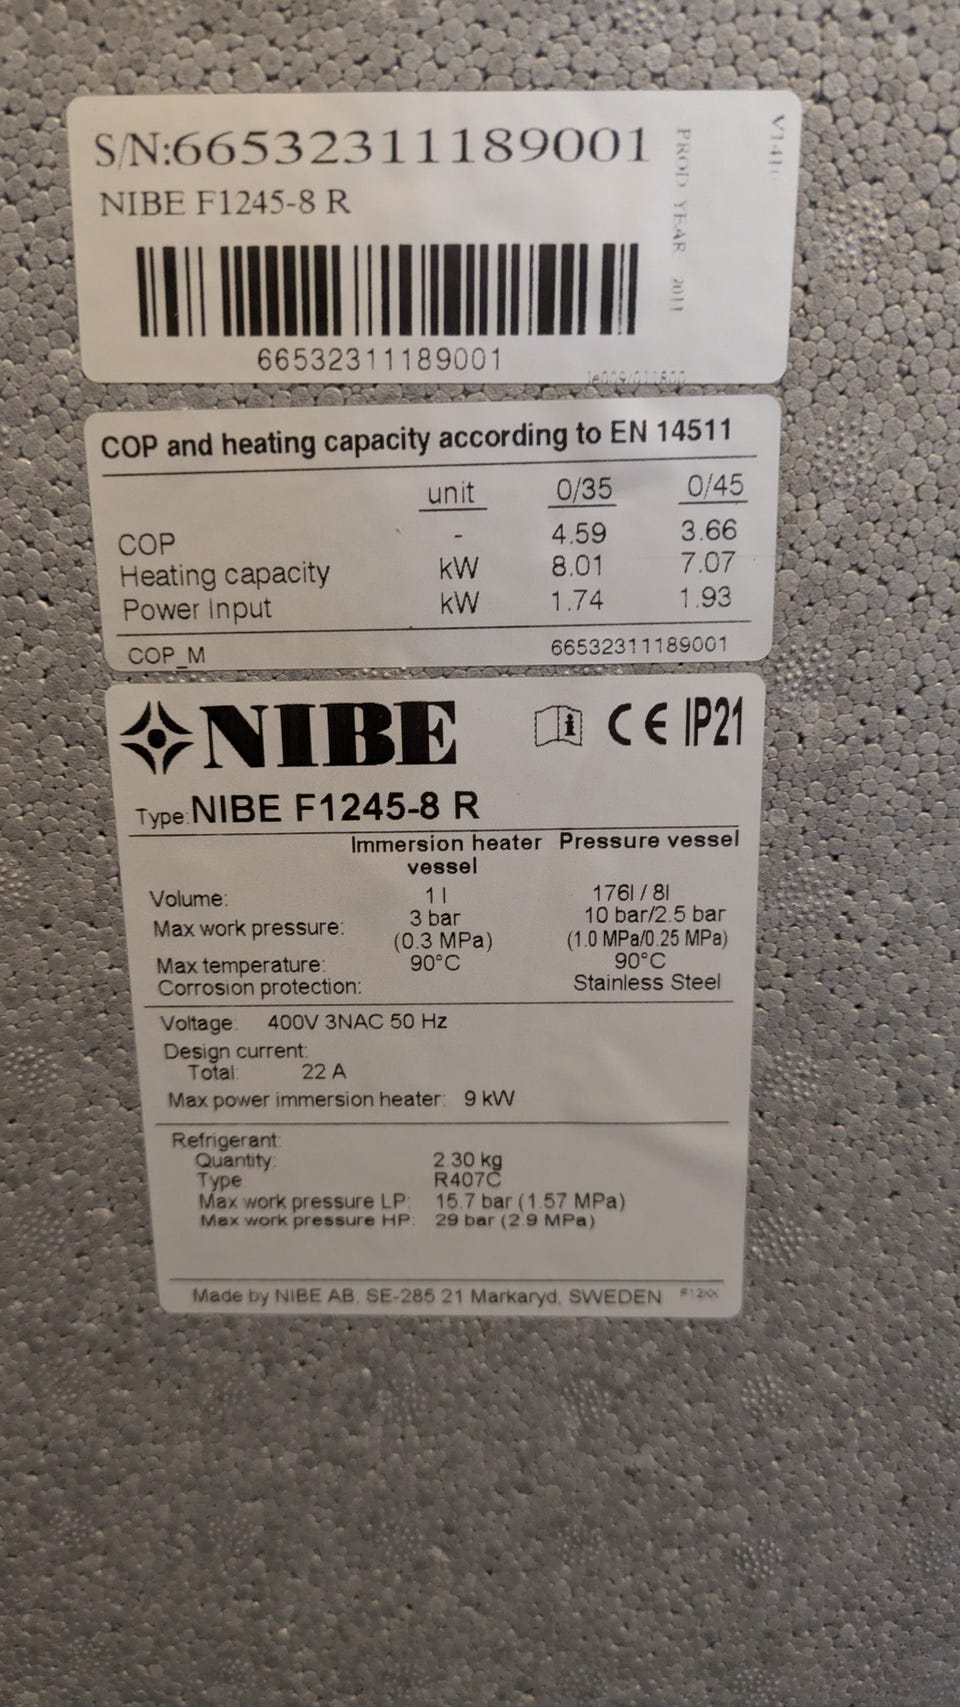 S/N:66532311189001
NIBE F1245-8 R
PROD YEAR 2011
66532311189001
COP and heating capacity according to EN 14511
unit 0/35 0/45
COP - 4.59 3.66
Heating capacity kW 8.01 7.07
Power Input kW 1.74 1.93
COP_M 66532311189001
NIBE CE IP21
Type: NIBE F1245-8 R
Immersion heater Pressure vessel
vessel
Volume: 1 l 176l / 8l
Max work pressure: 3 bar 10 bar/2.5 bar
(0.3 MPa) (1.0 MPa/0.25 MPa)
Max temperature: 90°C 90°C
Corrosion protection: Stainless Steel
Voltage: 400V 3NAC 50 Hz
Design current:
Total: 22 A
Max power immersion heater: 9 kW
Refrigerant:
Quantity: 2.30 kg
Type R407C
Max work pressure LP: 15.7 bar (1.57 MPa)
Max work pressure HP: 29 bar (2.9 MPa)
Made by NIBE AB, SE-285 21 Markaryd, SWEDEN F12XX